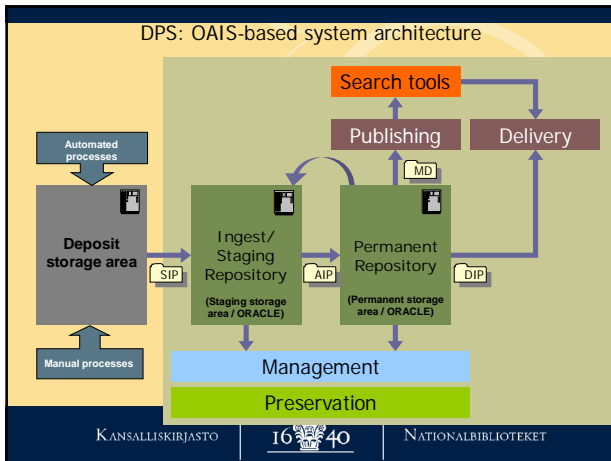 DPS: OAIS-based system architecture
Search tools
Automated
processes
Publishing
Delivery
MD
Deposit
storage area
SIP
Ingest/
Staging
Repository
(Staging storage
area / ORACLE)
AIP
Permanent
Repository
(Permanent storage
area / ORACLE)
DIP
Manual processes
Management
Preservation
KANSALLISKIRJASTO
16 40
NATIONALBIBLIOTEKET